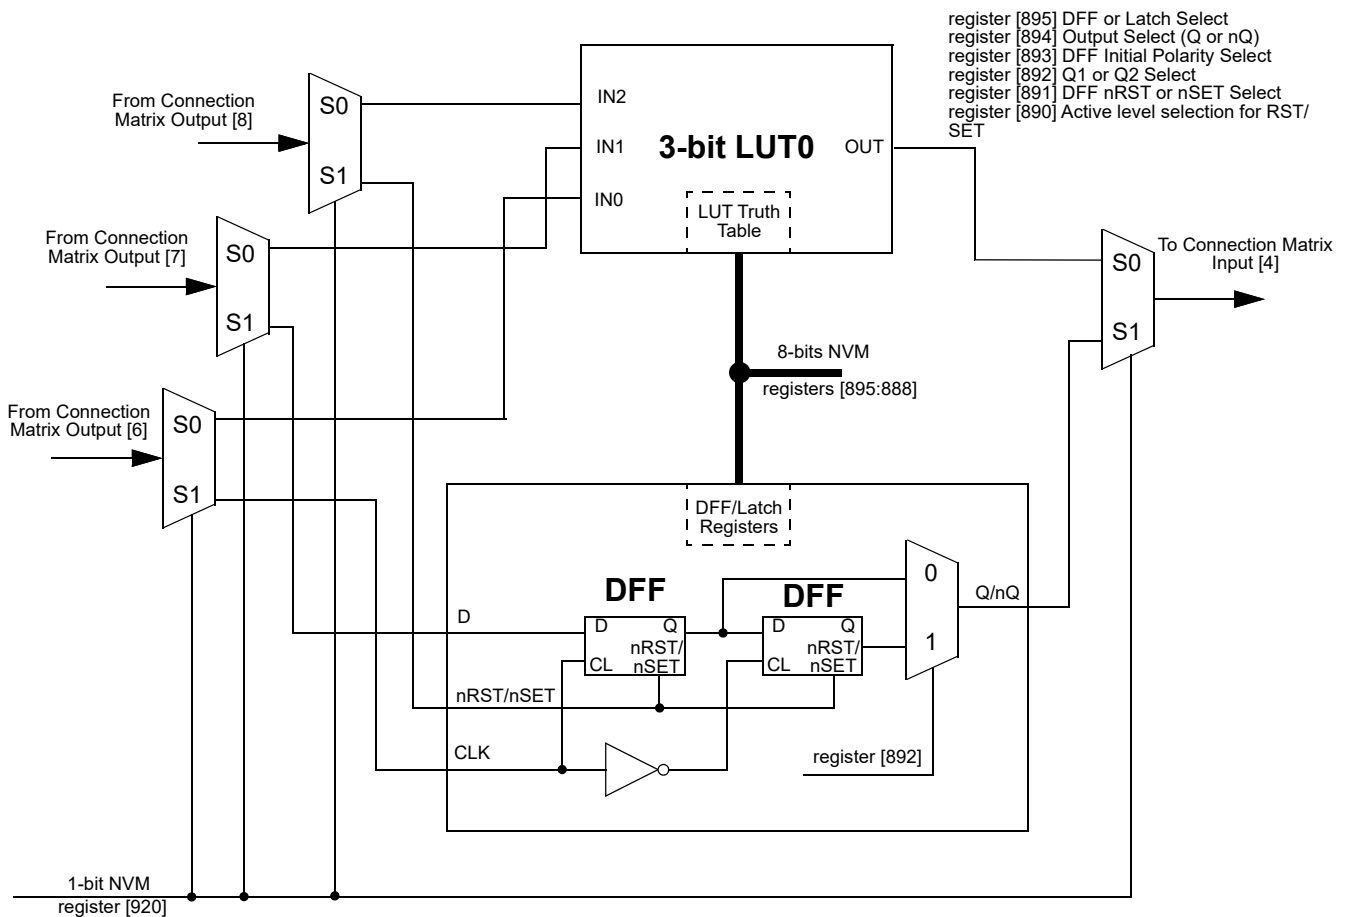 register [895] DFF or Latch Select
register [894] Output Select (Q or nQ)
register [893] DFF Initial Polarity Select
register [892] Q1 or Q2 Select
register [891] DFF nRST or nSET Select
register [890] Active level selection for RST/
SET
From Connection
Matrix Output [8]
S0
S1
IN2
IN1
IN0
3-bit LUT0
OUT
LUT Truth
Table
From Connection
Matrix Output [7]
S0
S1
To Connection Matrix
Input [4]
S0
S1
8-bits NVM
registers [895:888]
From Connection
Matrix Output [6]
S0
S1
DFF/Latch
Registers
DFF
D
D
Q
nRST/
nSET
CL
DFF
D
Q
nRST/
nSET
CL
0
1
Q/nQ
nRST/nSET
CLK
register [892]
1-bit NVM
register [920]